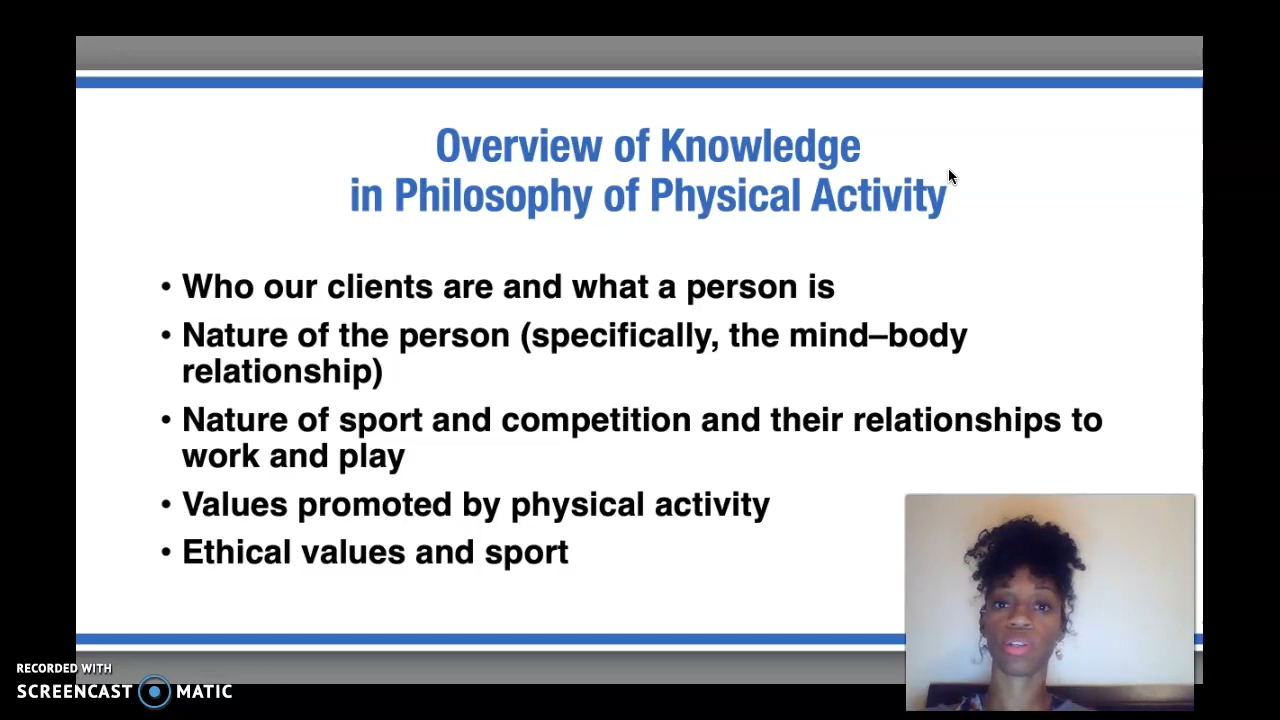 Overview of Knowledge
in Philosophy of Physical Activity
• Who our clients are and what a person is
• Nature of the person (specifically, the mind–body
relationship)
• Nature of sport and competition and their relationships to
work and play
• Values promoted by physical activity
• Ethical values and sport
RECORDED WITH
SCREENCAST MATIC